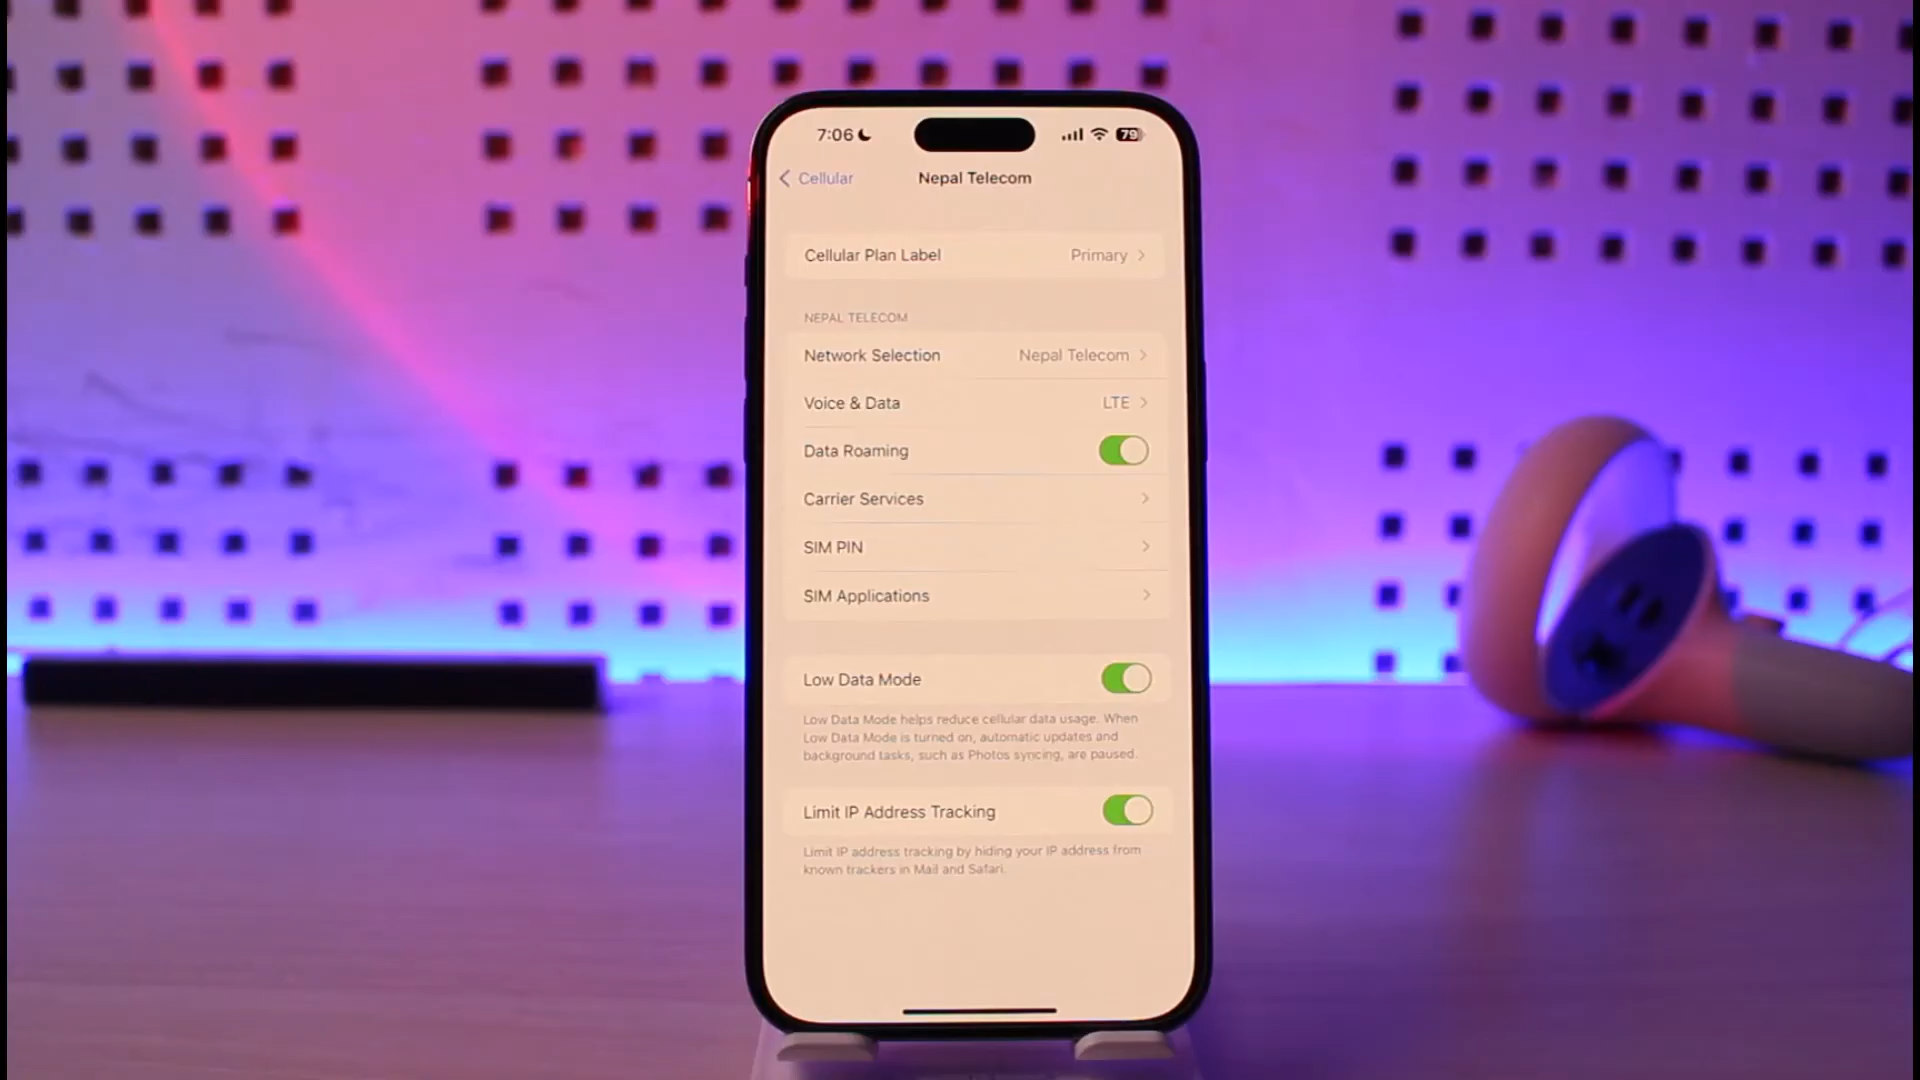 7:06
79
Cellular
Nepal Telecom
Cellular Plan Label Primary
NEPAL TELECOM
Network Selection Nepal Telecom
Voice & Data LTE
Data Roaming
Carrier Services
SIM PIN
SIM Applications
Low Data Mode
Low Data Mode helps reduce cellular data usage. When
Low Data Mode is turned on, automatic updates and
background tasks, such as Photos syncing, are paused.
Limit IP Address Tracking
Limit IP address tracking by hiding your IP address from
known trackers in Mail and Safari.